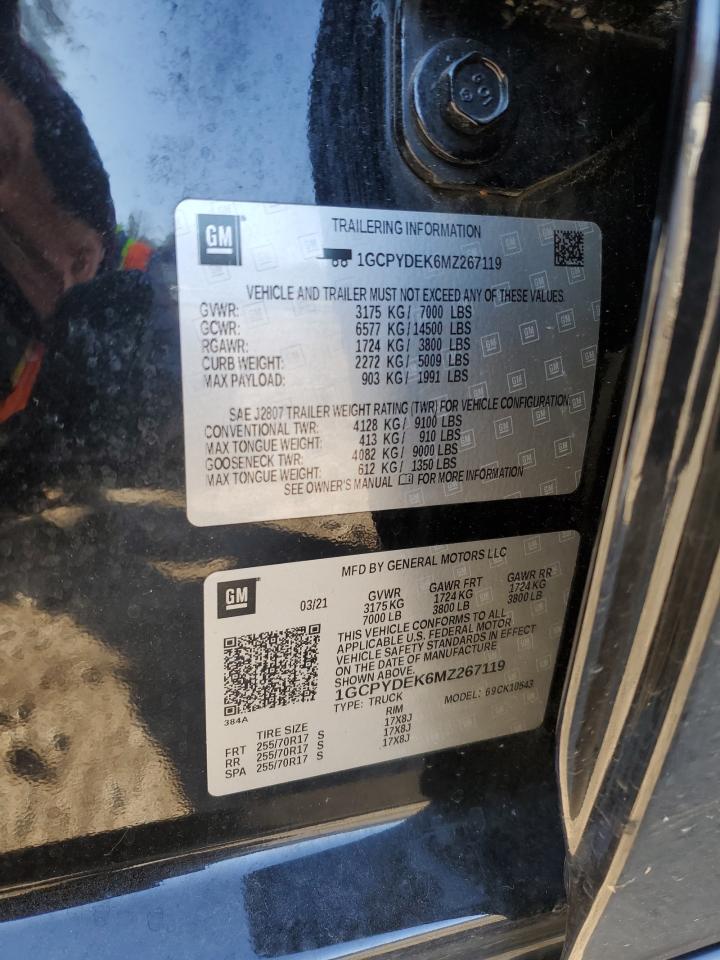 GM
TRAILERING INFORMATION
1GCPYDEK6MZ267119
VEHICLE AND TRAILER MUST NOT EXCEED ANY OF THESE VALUES.
GVWR: 3175 KG/ 7000 LBS
GCWR: 6577 KG/14500 LBS
RGAWR: 1724 KG/ 3800 LBS
CURB WEIGHT: 2272 KG/ 5009 LBS
MAX PAYLOAD: 903 KG/ 1991 LBS
SAE J2807 TRAILER WEIGHT RATING (TWR) FOR VEHICLE CONFIGURATION:
CONVENTIONAL TWR: 4128 KG/ 9100 LBS
MAX TONGUE WEIGHT: 413 KG/ 910 LBS
GOOSENECK TWR: 4082 KG/ 9000 LBS
MAX TONGUE WEIGHT: 612 KG/ 1350 LBS
SEE OWNER'S MANUAL FOR MORE INFORMATION
GM
MFD BY GENERAL MOTORS LLC
03/21 GVWR GAWR FRT GAWR RR
3175 KG 1724 KG 1724 KG
7000 LB 3800 LB 3800 LB
THIS VEHICLE CONFORMS TO ALL
APPLICABLE U.S. FEDERAL MOTOR
VEHICLE SAFETY STANDARDS IN EFFECT
ON THE DATE OF MANUFACTURE
SHOWN ABOVE.
1GCPYDEK6MZ267119
TYPE: TRUCK MODEL: 69CK10543
384A
TIRE SIZE RIM
FRT 255/70R17 S 17X8J
RR 255/70R17 S 17X8J
SPA 255/70R17 S 17X8J